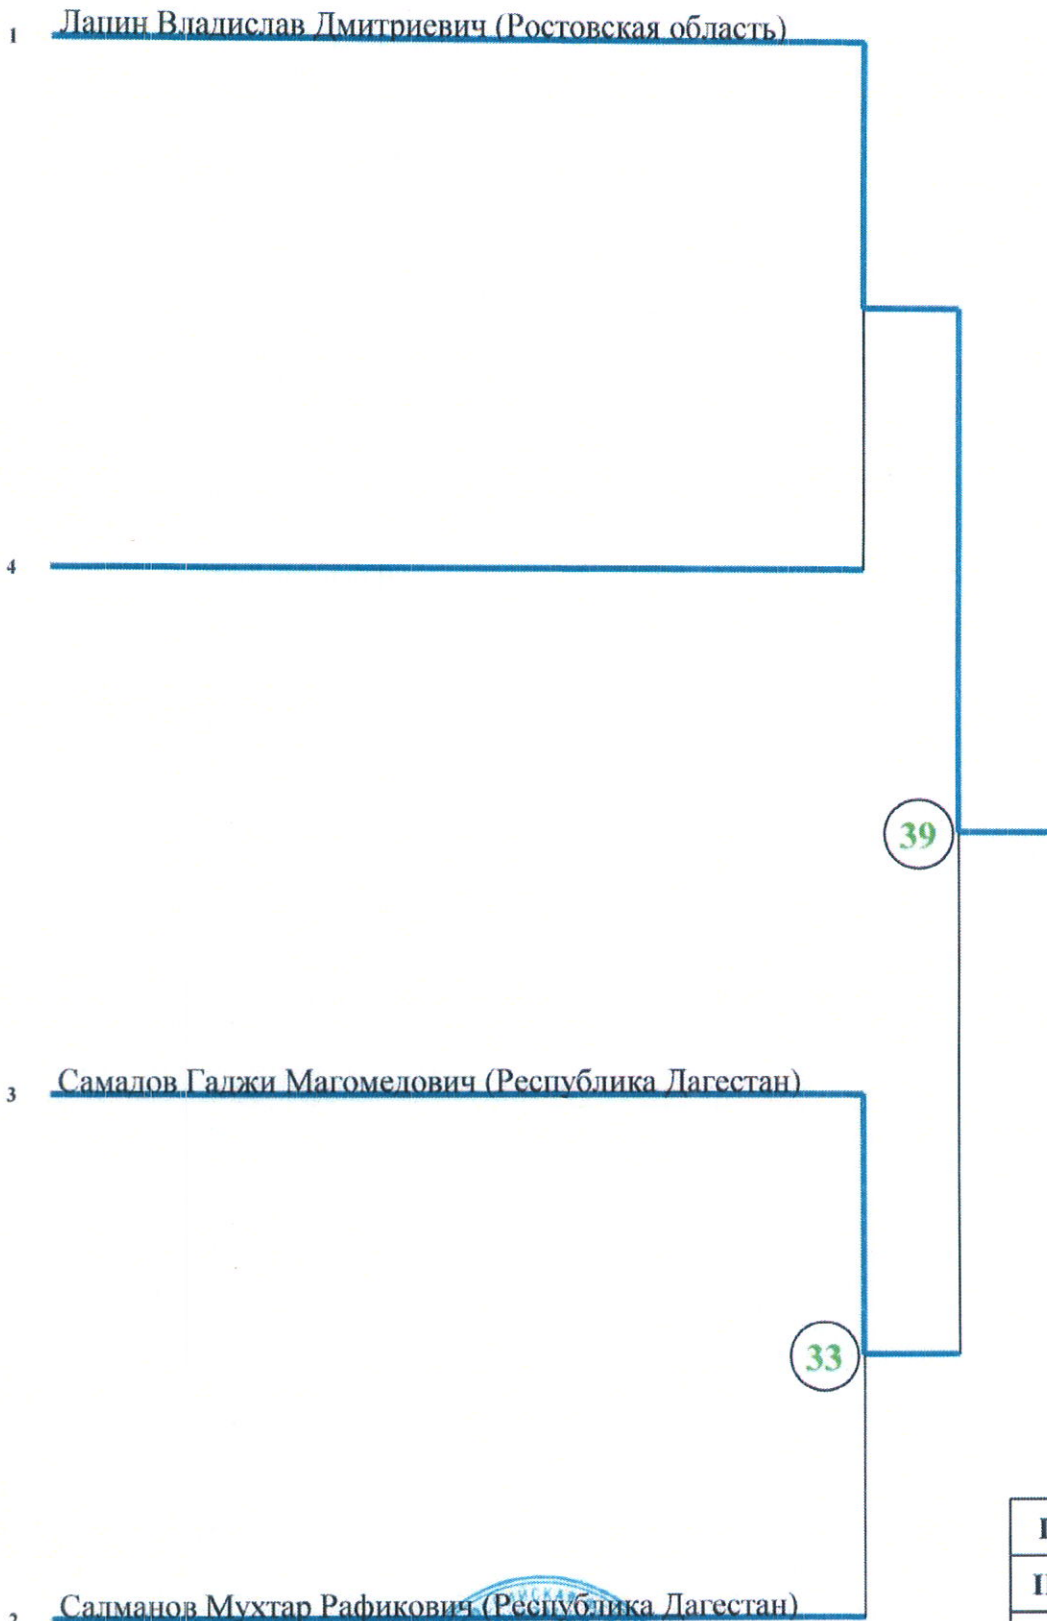 1 Лапин Владислав Дмитриевич (Ростовская область)
4
39
3 Самадов Гаджи Магомедович (Республика Дагестан)
33
I
2 Салманов Мухтар Рафикович (Республика Дагестан)